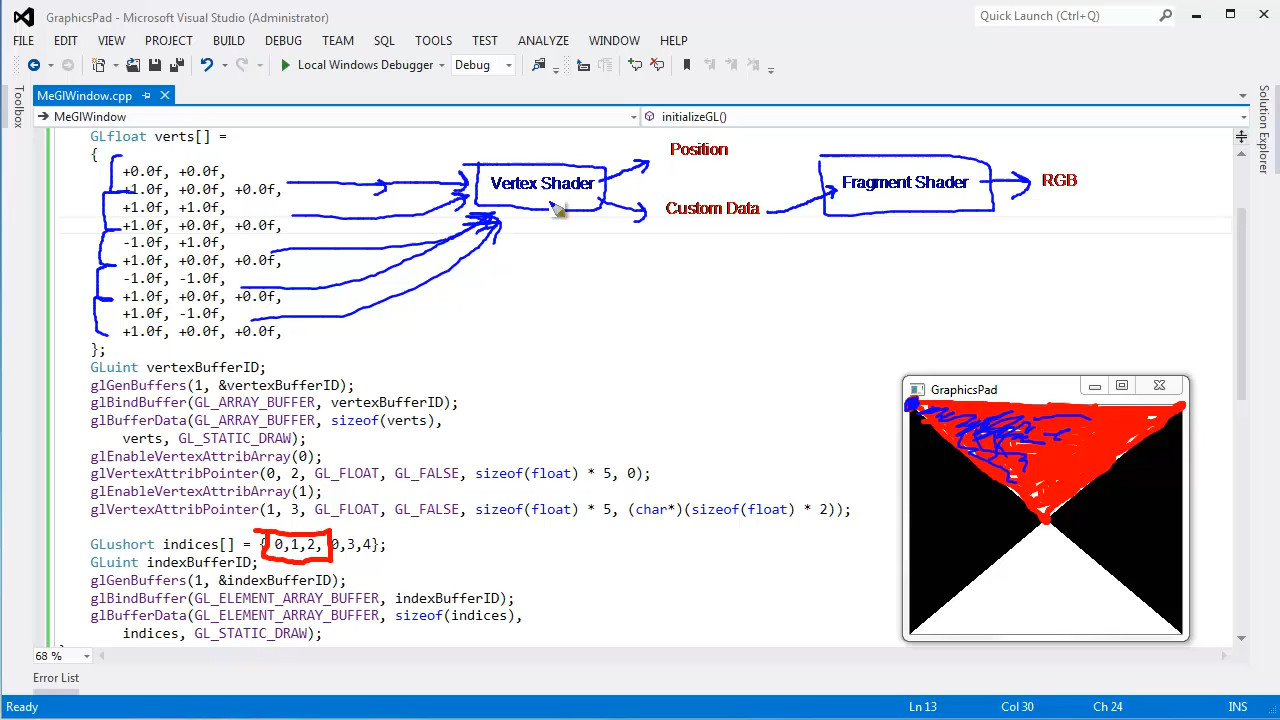 GraphicsPad - Microsoft Visual Studio (Administrator)
Quick Launch (Ctrl+Q)
FILE EDIT VIEW PROJECT BUILD DEBUG TEAM SQL TOOLS TEST ANALYZE WINDOW HELP
Local Windows Debugger Debug
Toolbox
MeGlWindow.cpp
Solution Explorer
MeGlWindow
initializeGL()
GLfloat verts[] =
{
+0.0f, +0.0f,
+1.0f, +0.0f, +0.0f,
+1.0f, +1.0f,
+1.0f, +0.0f, +0.0f,
-1.0f, +1.0f,
+1.0f, +0.0f, +0.0f,
-1.0f, -1.0f,
+1.0f, +0.0f, +0.0f,
+1.0f, -1.0f,
+1.0f, +0.0f, +0.0f,
};
Vertex Shader
Position
Custom Data
Fragment Shader
RGB
GLuint vertexBufferID;
glGenBuffers(1, &vertexBufferID);
glBindBuffer(GL_ARRAY_BUFFER, vertexBufferID);
glBufferData(GL_ARRAY_BUFFER, sizeof(verts),
verts, GL_STATIC_DRAW);
glEnableVertexAttribArray(0);
glVertexAttribPointer(0, 2, GL_FLOAT, GL_FALSE, sizeof(float) * 5, 0);
glEnableVertexAttribArray(1);
glVertexAttribPointer(1, 3, GL_FLOAT, GL_FALSE, sizeof(float) * 5, (char*)(sizeof(float) * 2));
GLushort indices[] = { 0,1,2, 0,3,4};
GLuint indexBufferID;
glGenBuffers(1, &indexBufferID);
glBindBuffer(GL_ELEMENT_ARRAY_BUFFER, indexBufferID);
glBufferData(GL_ELEMENT_ARRAY_BUFFER, sizeof(indices),
indices, GL_STATIC_DRAW);
GraphicsPad
68 %
Error List
Ready
Ln 13 Col 30 Ch 24 INS